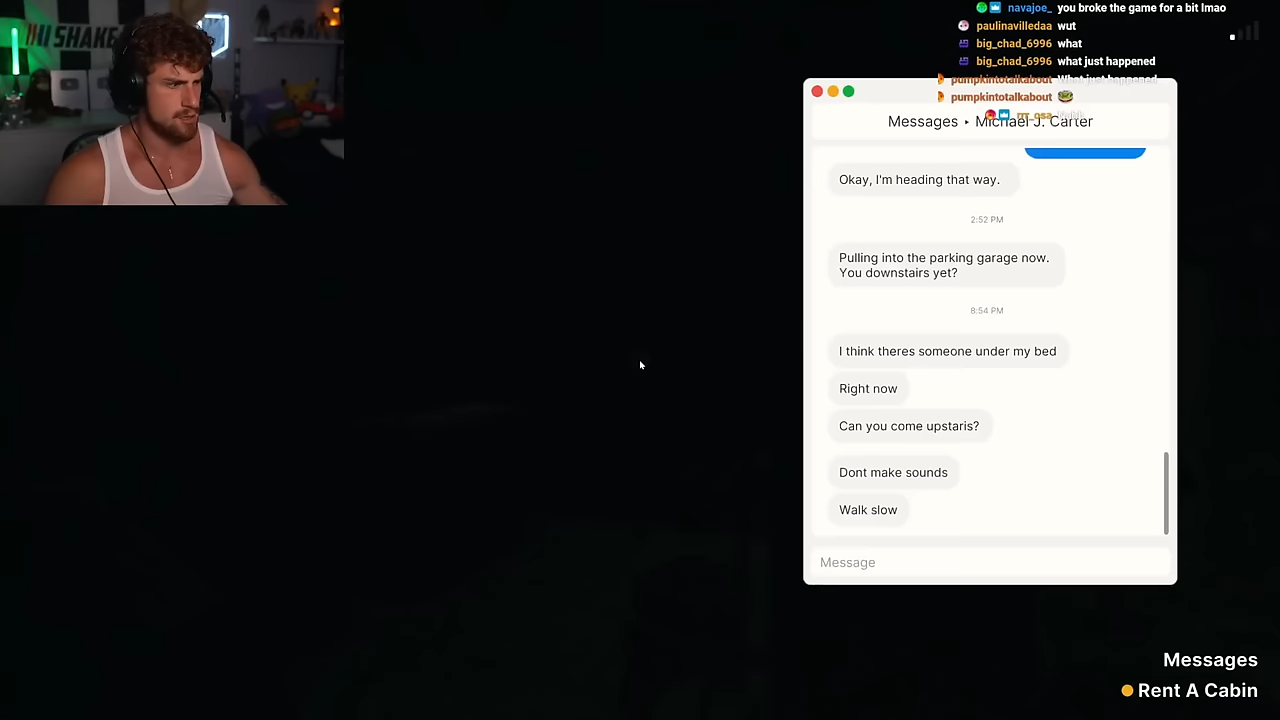 U SHAKE
navajoe_ you broke the game for a bit lmao
paulinavilledaa wut
big_chad_6996 what
big_chad_6996 what just happened
pumpkintotalkabout What just happened
pumpkintotalkabout
Messages ‣ Michael J. Carter
Okay, I'm heading that way.
2:52 PM
Pulling into the parking garage now.
You downstairs yet?
8:54 PM
I think theres someone under my bed
Right now
Can you come upstaris?
Dont make sounds
Walk slow
Message
Messages
Rent A Cabin